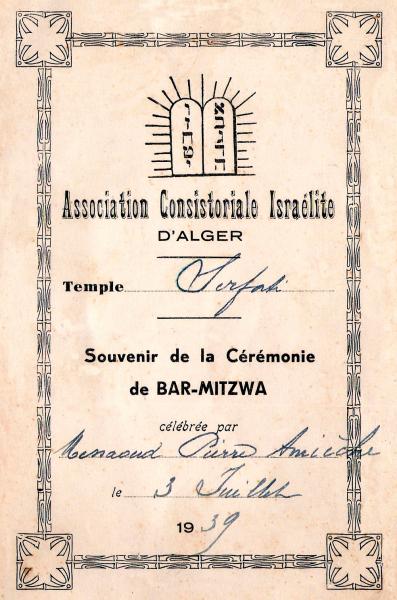 Association Consistoriale Israélite
D'ALGER
Temple Serfati
Souvenir de la Cérémonie
de BAR-MITZWA
célébrée par
Messaoud Pierre
le 3 Juillet
1939